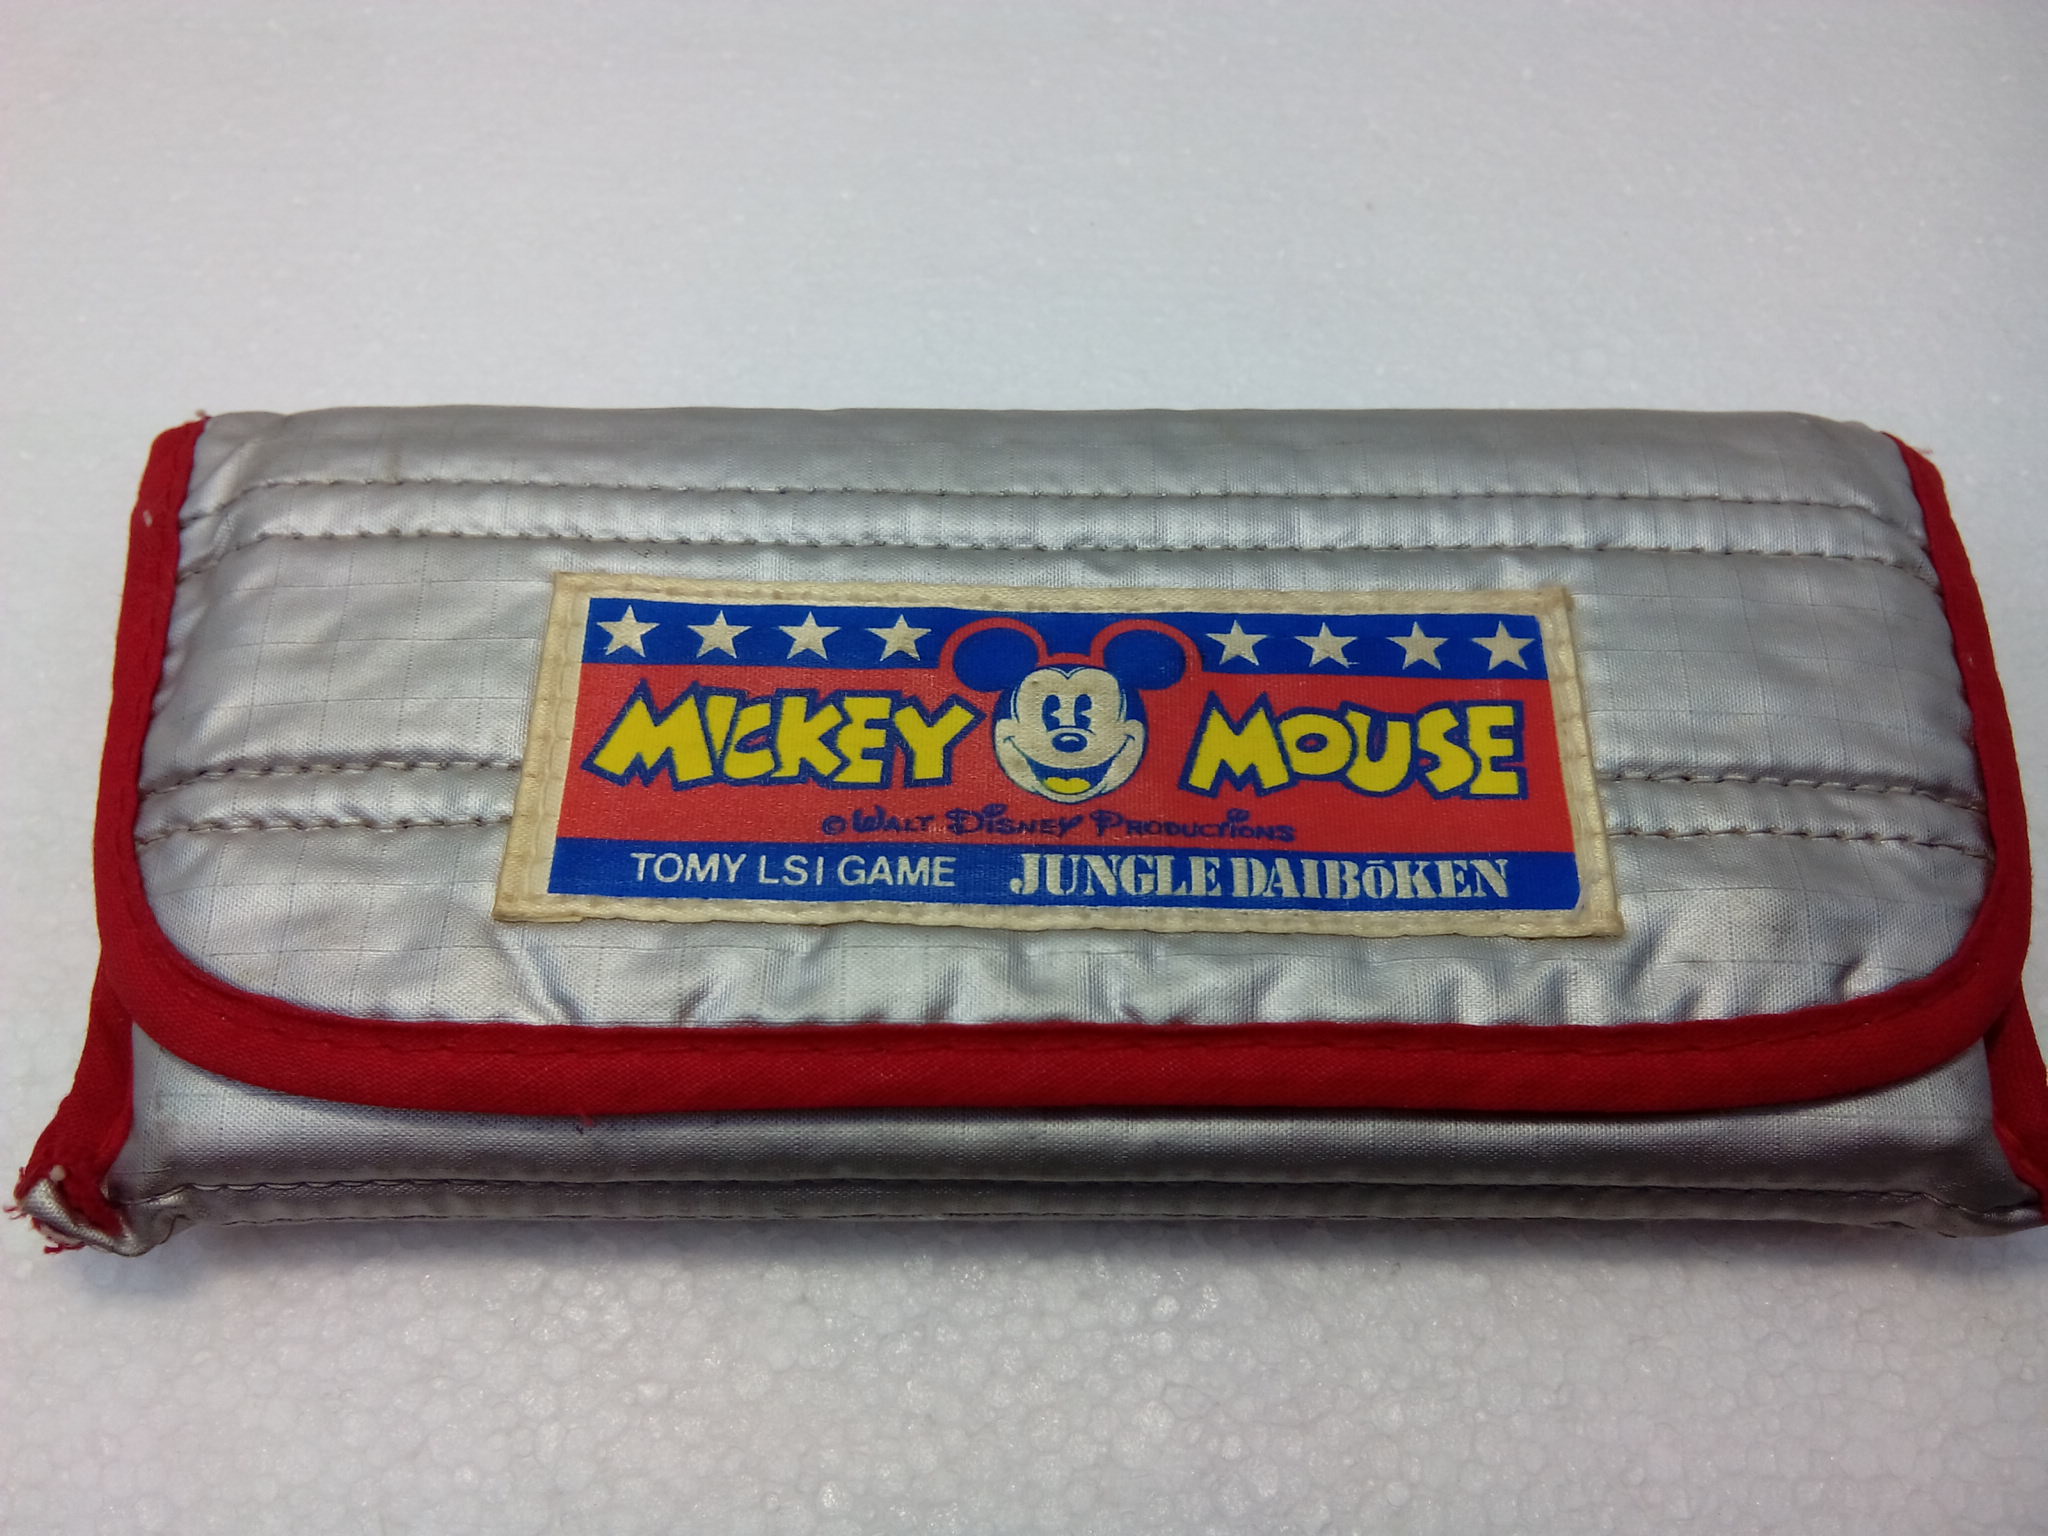 MICKEY MOUSE
© WALT DISNEY PRODUCTIONS
TOMY LSI GAME JUNGLE DAIBōKEN